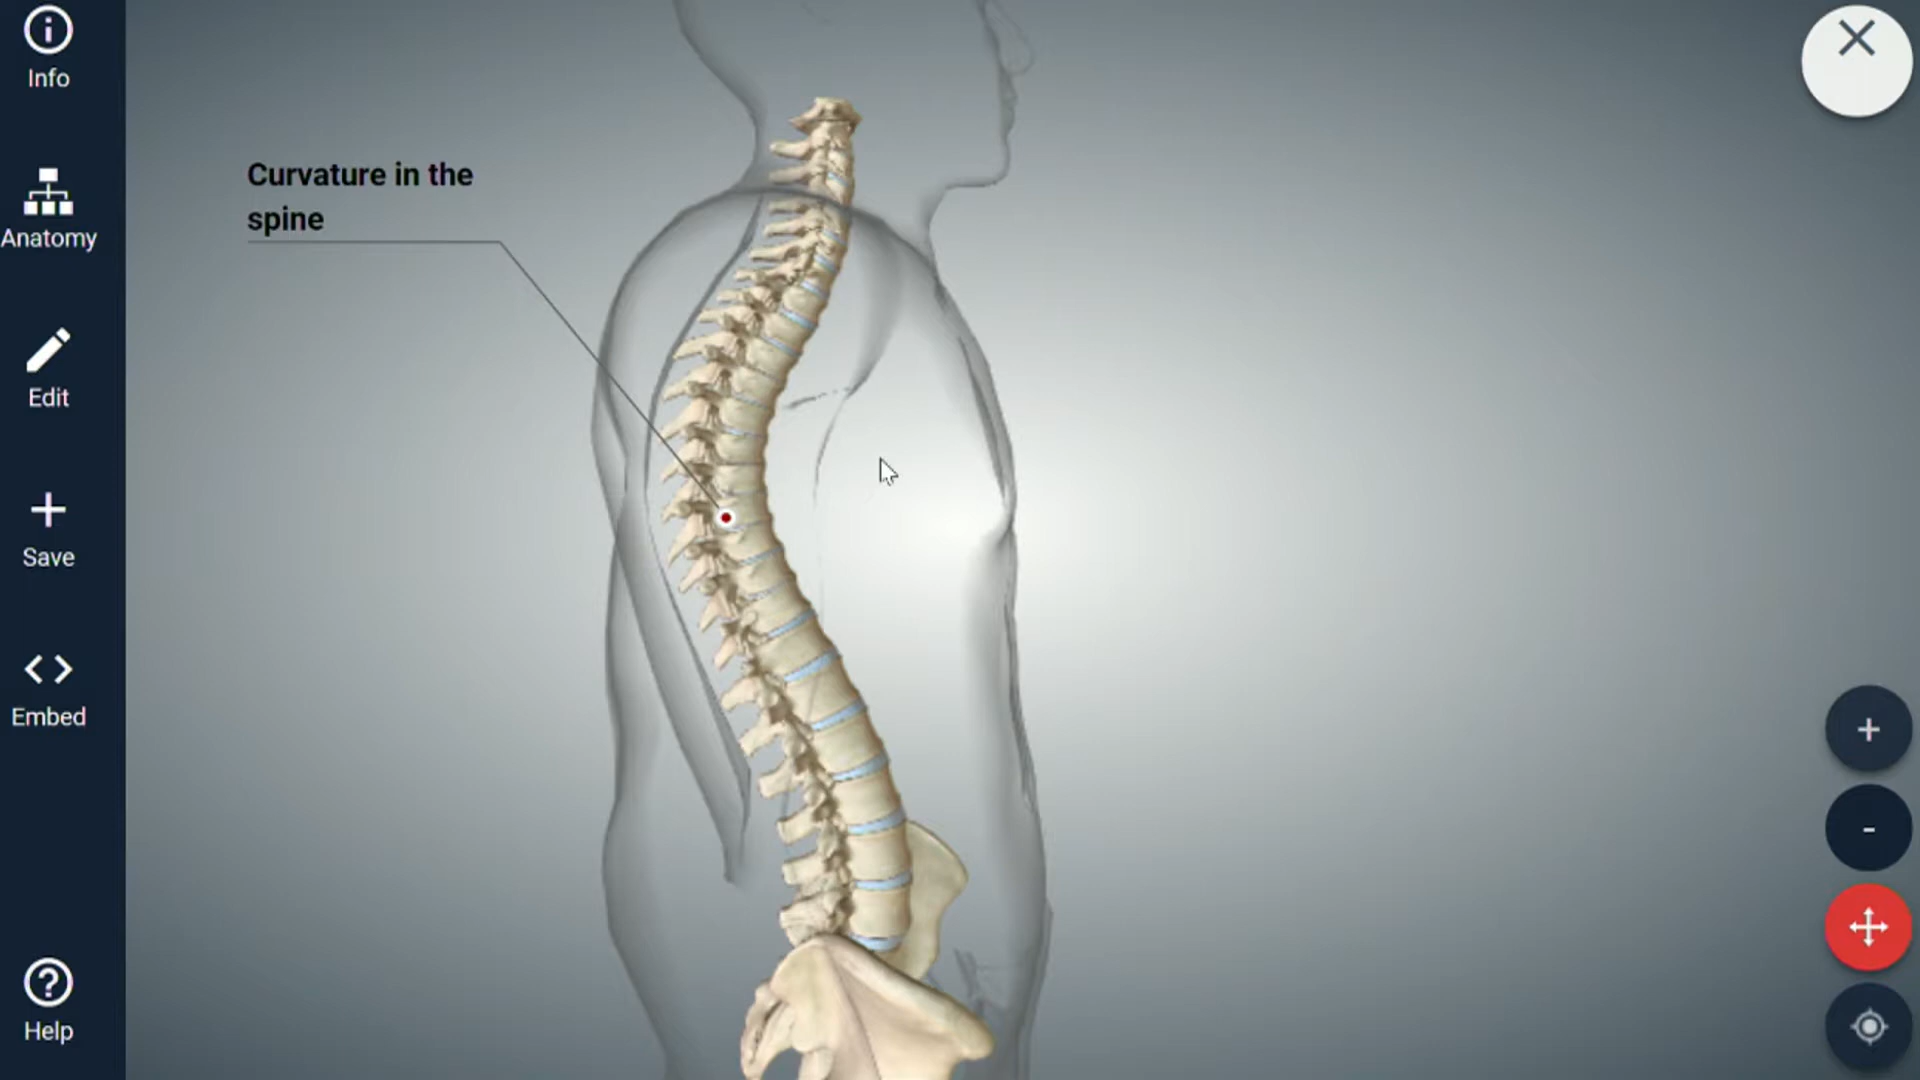 Info
Anatomy
Edit
Save
Embed
Help
Curvature in the
spine
+
-